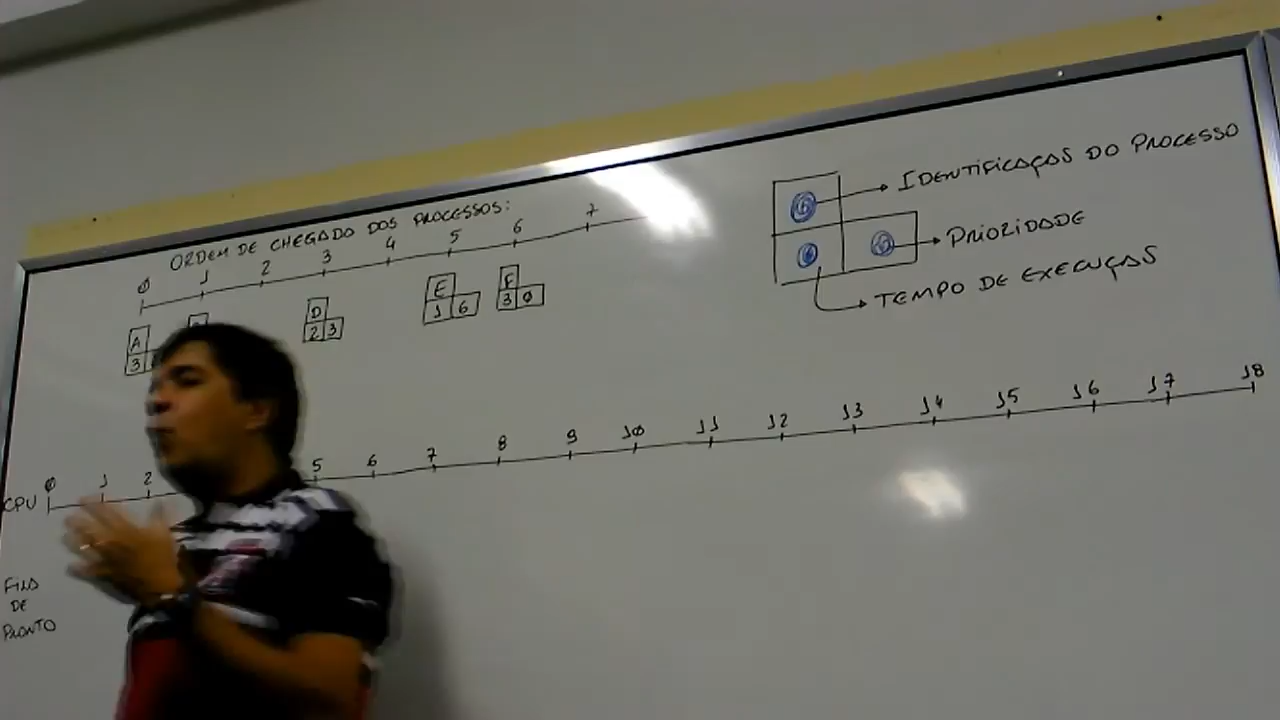 ORDEM DE CHEGADO DOS PROCESSOS:
0 1 2 3 4 5 6 7
A
3
D
2 3
E
1 6
F
3 0
IDENTIFICAÇAS DO PROCESSO
PRIORIDADE
TEMPO DE EXECUÇAS
CPU
0 1 2 5 6 7 8 9 10 11 12 13 14 15 16 17 18
FILA
DE
PRONTO